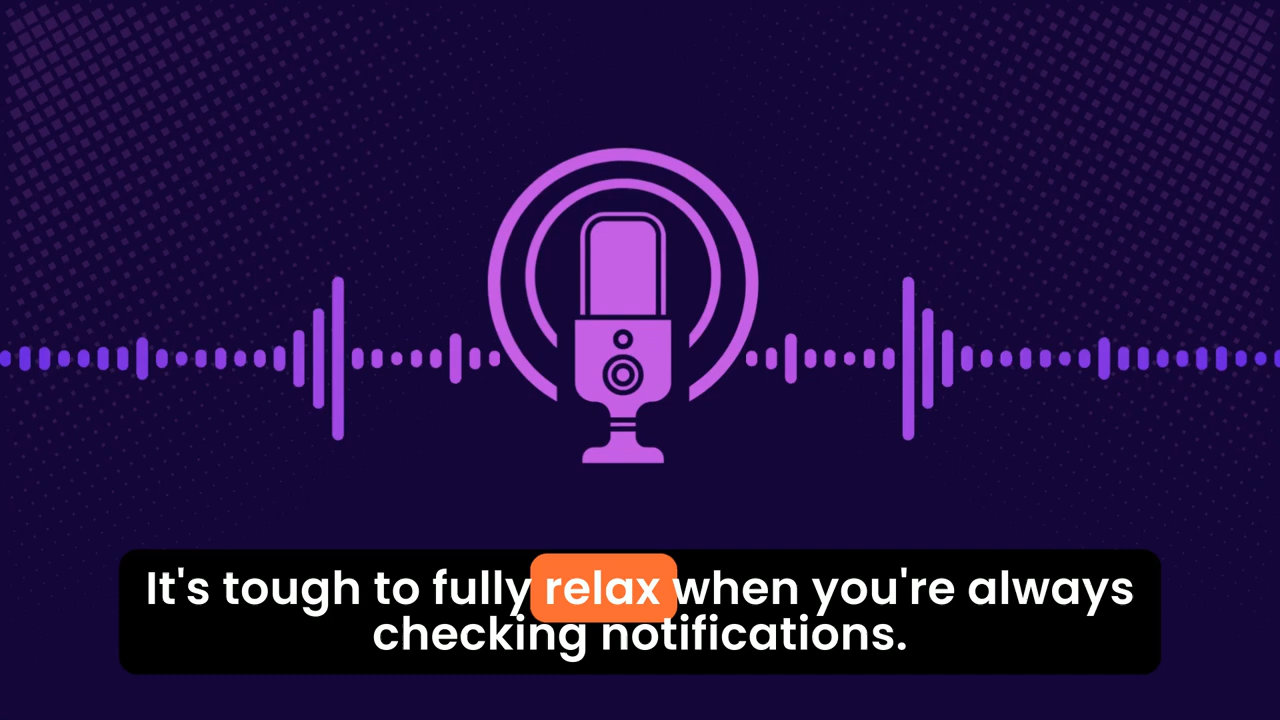 It's tough to fully relax when you're always
checking notifications.